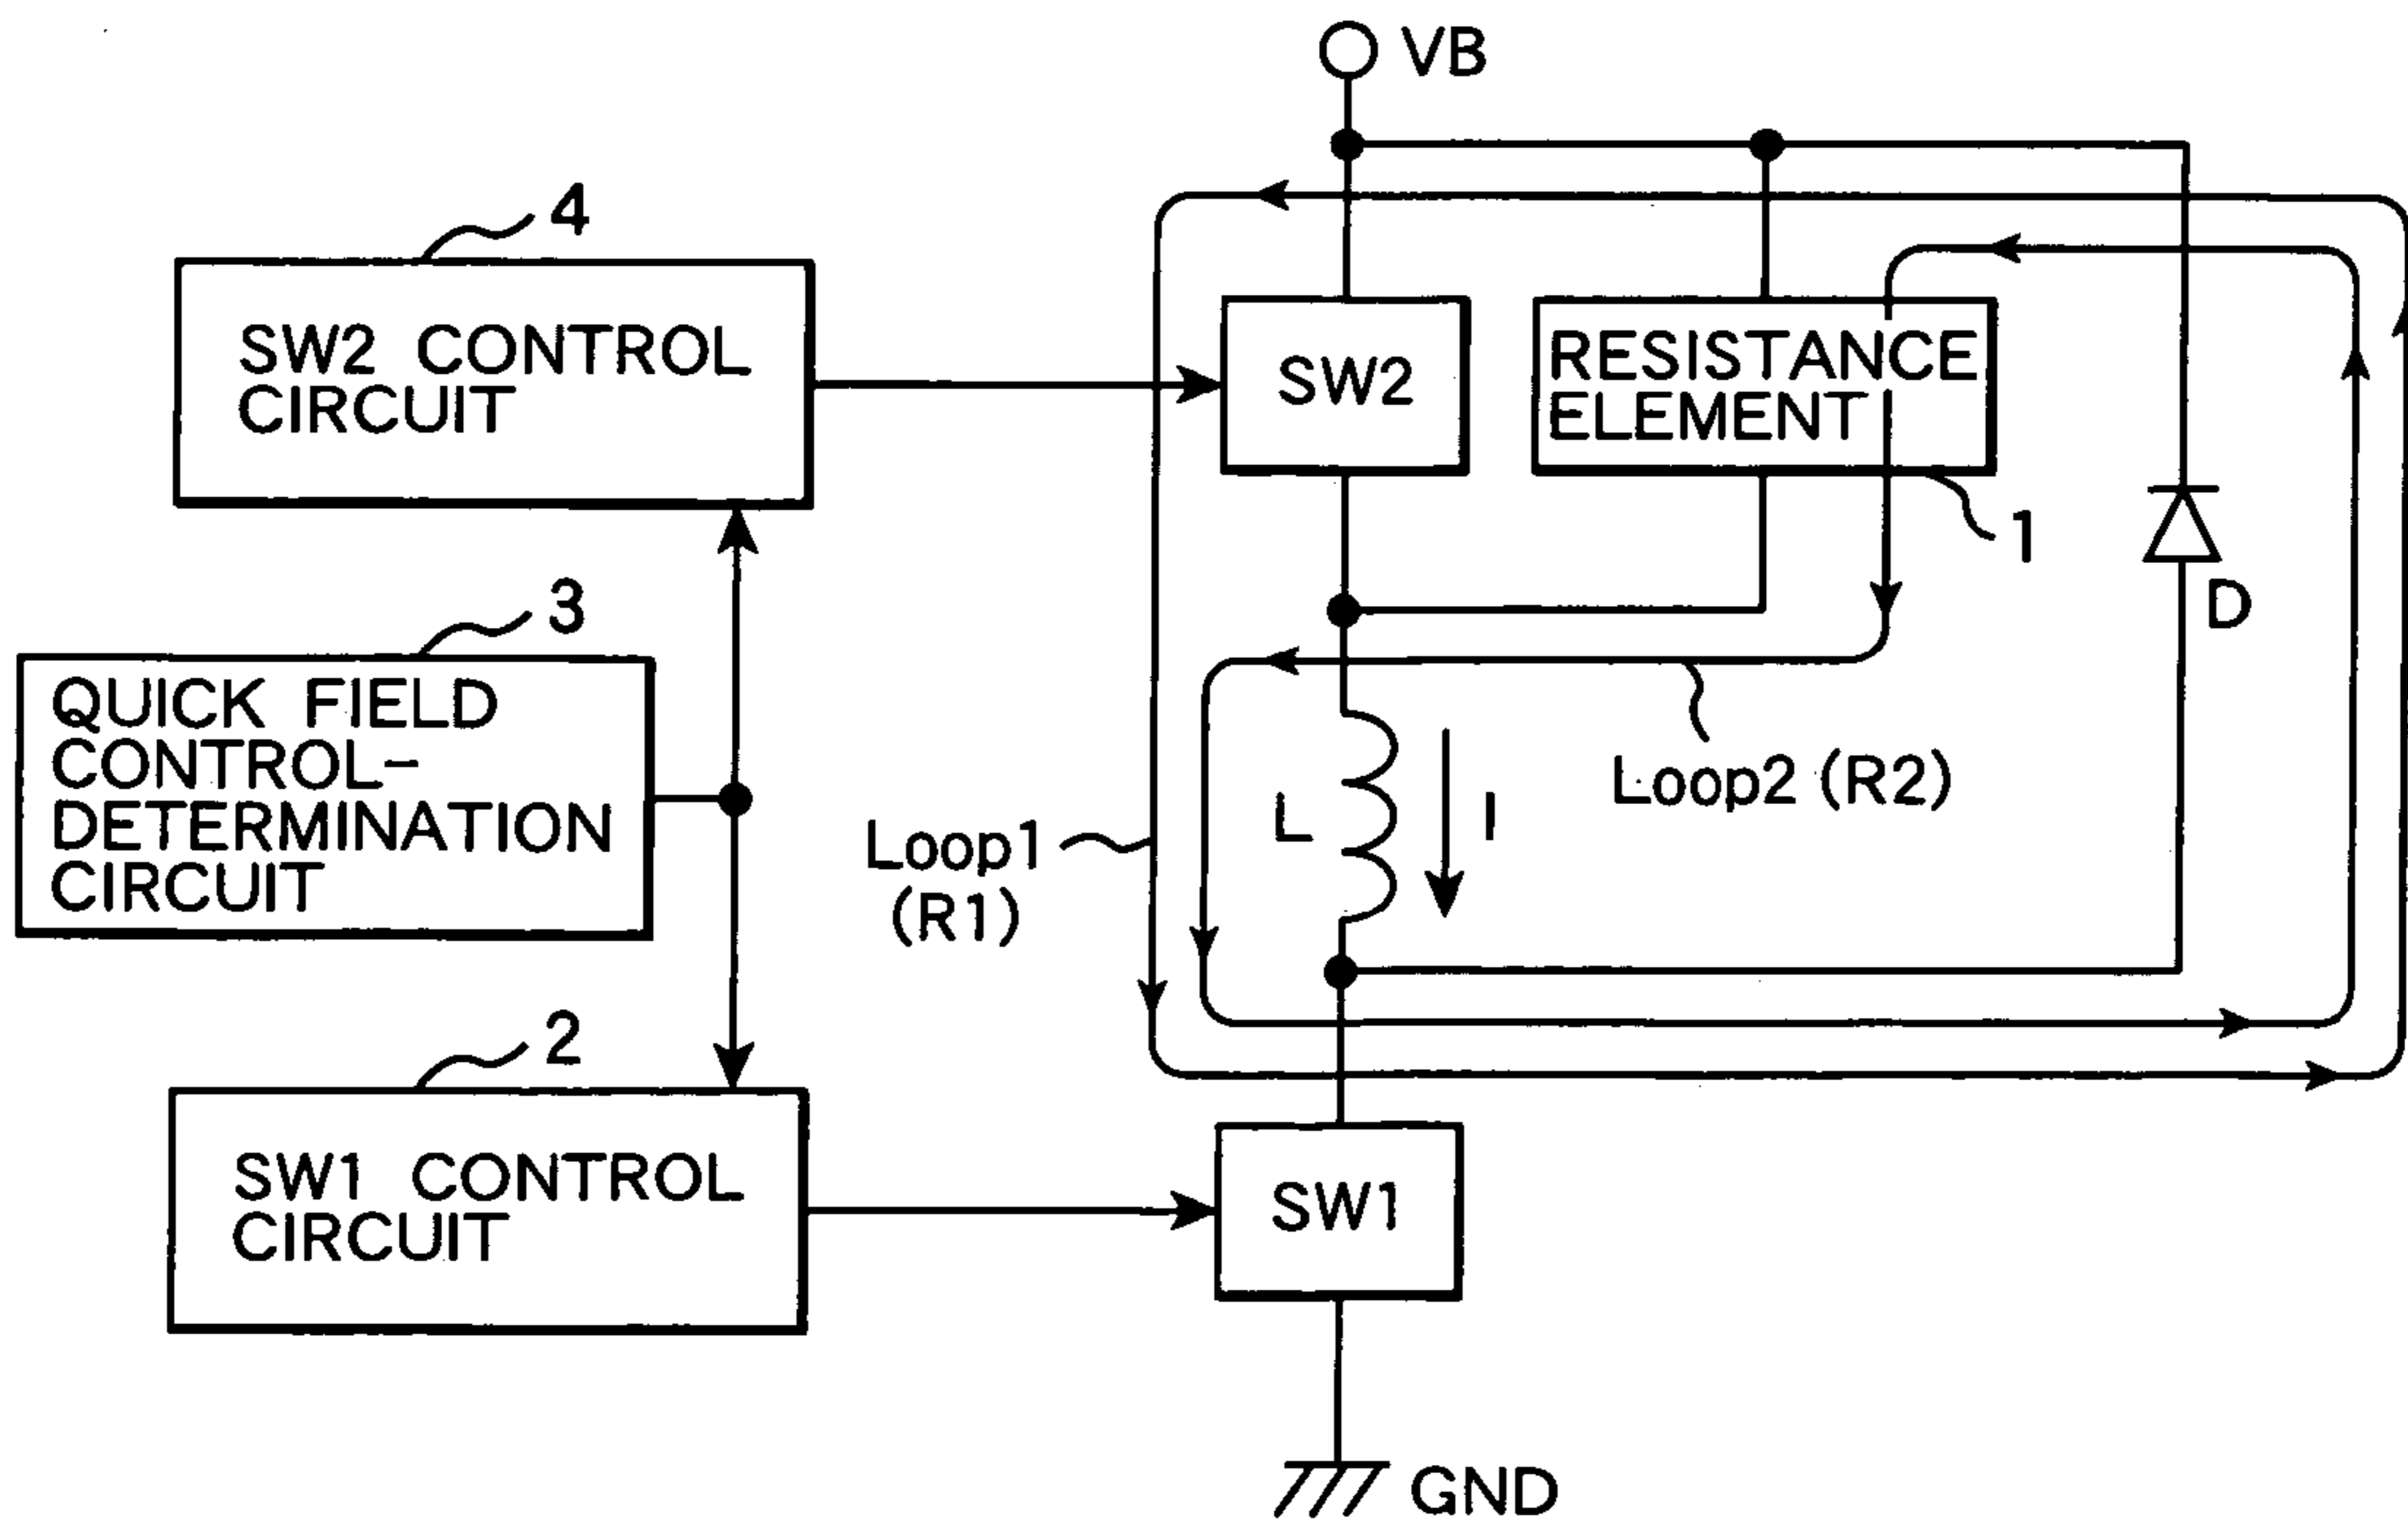 VB
4
SW2 CONTROL
CIRCUIT
SW2
RESISTANCE
ELEMENT
1
D
3
QUICK FIELD
CONTROL-
DETERMINATION
CIRCUIT
Loop2 (R2)
L
I
Loop1
(R1)
2
SW1 CONTROL
CIRCUIT
SW1
GND